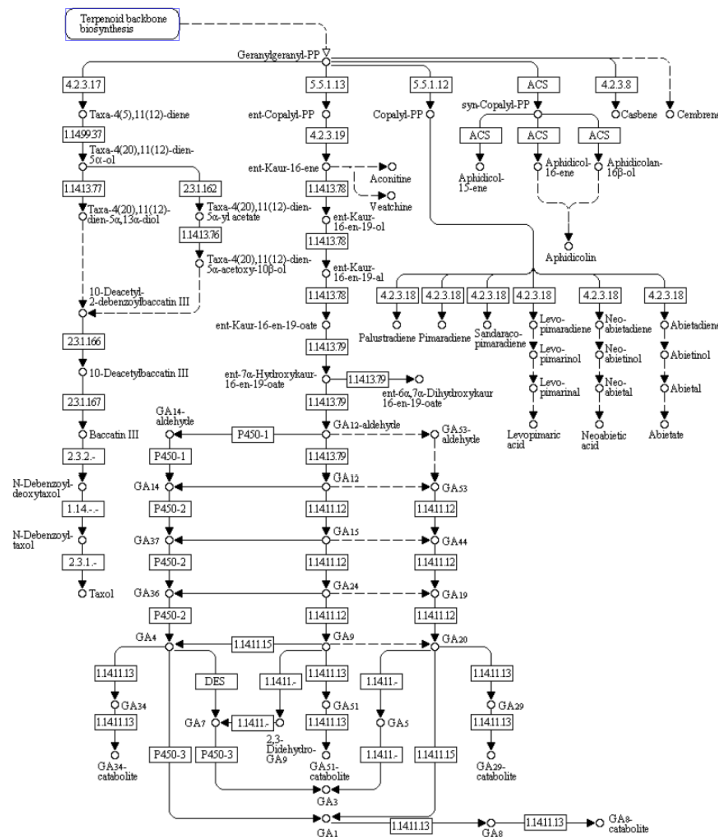 Terpenoid backbone
biosynthesis
Geranylgeranyl-PP
4.2.3.17
5.5.1.13
5.5.1.12
ACS
4.2.3.8
Taxa-4(5),11(12)-diene
ent-Copalyl-PP
Copalyl-PP
syn-Copalyl-PP
Casbene
Cembrene
1.14.99.37
4.2.3.19
ACS
ACS
ACS
Taxa-4(20),11(12)-dien-
5α-ol
ent-Kaur-16-ene
Aconitine
Aphidicol-
15-ene
Aphidicol-
16-ene
Aphidicolan-
16β-ol
1.14.13.77
2.3.1.162
1.14.13.78
Veatchine
Taxa-4(20),11(12)-
dien-5α,13α-diol
Taxa-4(20),11(12)-dien-
5α-yl acetate
ent-Kaur-
16-en-19-ol
1.14.13.76
1.14.13.78
Aphidicolin
Taxa-4(20),11(12)-dien-
5α-acetoxy-10β-ol
ent-Kaur-
16-en-19-al
10-Deacetyl-
2-debenzoylbaccatin III
1.14.13.78
4.2.3.18
4.2.3.18
4.2.3.18
4.2.3.18
4.2.3.18
4.2.3.18
ent-Kaur-16-en-19-oate
Palustradiene
Pimaradiene
Sandaraco-
pimaradiene
Levo-
pimaradiene
Neo-
abietadiene
Abietadiene
2.3.1.166
1.14.13.79
Levo-
pimarinol
Neo-
abietinol
Abietinol
10-Deacetylbaccatin III
ent-7α-Hydroxykaur-
16-en-19-oate
1.14.13.79
ent-6α,7α-Dihydroxykaur
16-en-19-oate
Levo-
pimarinal
Neo-
abietal
Abietal
2.3.1.167
1.14.13.79
Levopimaric
acid
Neoabietic
acid
Abietate
Baccatin III
GA14-
aldehyde
P450-1
GA12-aldehyde
GA53-
aldehyde
2.3.2.-
P450-1
1.14.13.79
N-Debenzoyl-
deoxytaxol
GA14
GA12
GA53
1.14.-.-
P450-2
1.14.11.12
1.14.11.12
N-Debenzoyl-
taxol
GA37
GA15
GA44
2.3.1.-
P450-2
1.14.11.12
1.14.11.12
Taxol
GA36
GA24
GA19
P450-2
1.14.11.12
1.14.11.12
GA4
1.14.11.15
GA9
GA20
1.14.11.13
DES
1.14.11.-
1.14.11.13
1.14.11.-
1.14.11.13
GA34
GA51
GA29
1.14.11.13
GA7
1.14.11.-
1.14.11.13
GA5
1.14.11.13
2,3-
Didehydro-
GA9
P450-3
P450-3
1.14.11.-
1.14.11.15
GA34-
catabolite
GA51-
catabolite
GA29-
catabolite
GA3
GA1
1.14.11.13
GA8
1.14.11.13
GA8-
catabolite